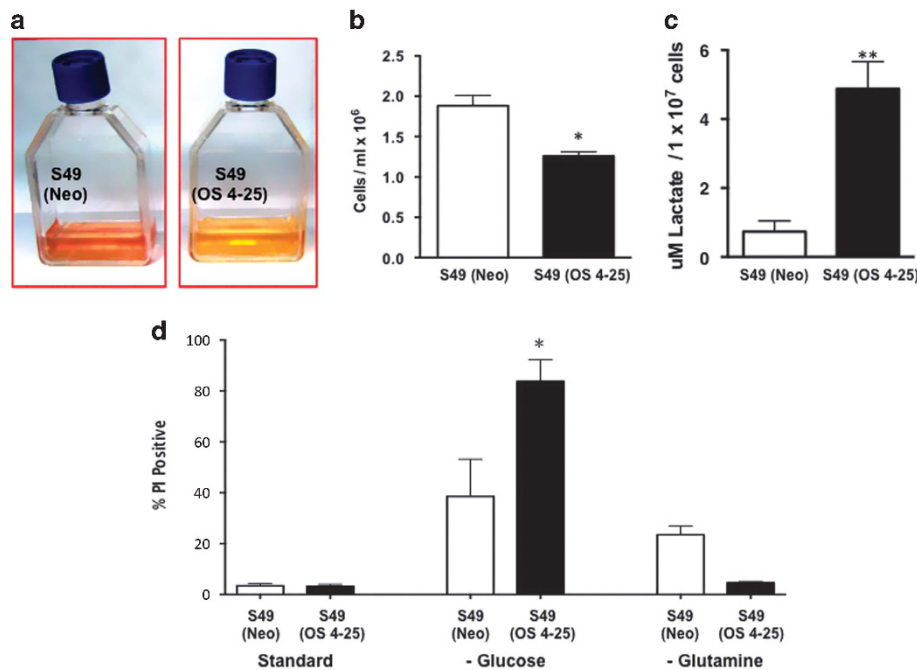 a
S49
(Neo)
S49
(OS 4-25)
b
Cells / ml x 10⁶
2.5
2.0
1.5
1.0
0.5
0.0
*
S49 (Neo)
S49 (OS 4-25)
c
uM Lactate / 1 x 10⁷ cells
6
4
2
0
**
S49 (Neo)
S49 (OS 4-25)
d
% PI Positive
100
80
60
40
20
0
*
S49
(Neo)
S49
(OS 4-25)
S49
(Neo)
S49
(OS 4-25)
S49
(Neo)
S49
(OS 4-25)
Standard
- Glucose
- Glutamine